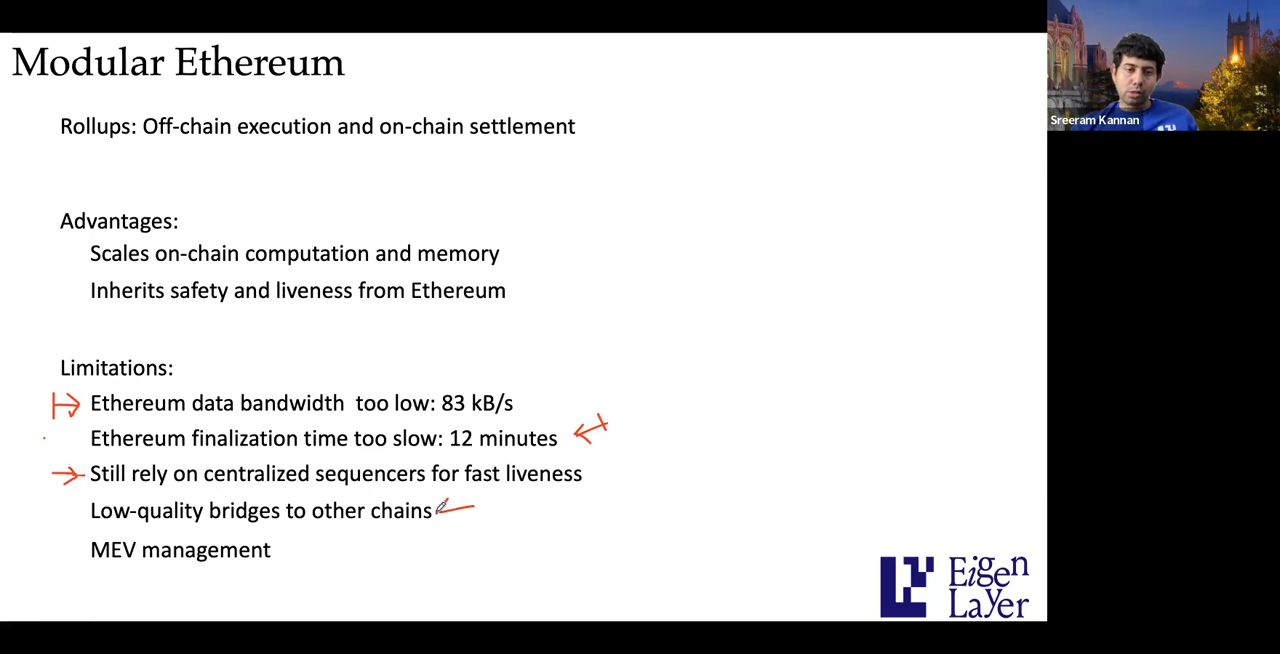 Modular Ethereum
Sreeram Kannan
Rollups: Off-chain execution and on-chain settlement
Advantages:
Scales on-chain computation and memory
Inherits safety and liveness from Ethereum
Limitations:
Ethereum data bandwidth too low: 83 kB/s
Ethereum finalization time too slow: 12 minutes
Still rely on centralized sequencers for fast liveness
Low-quality bridges to other chains
MEV management
Eigen
Layer